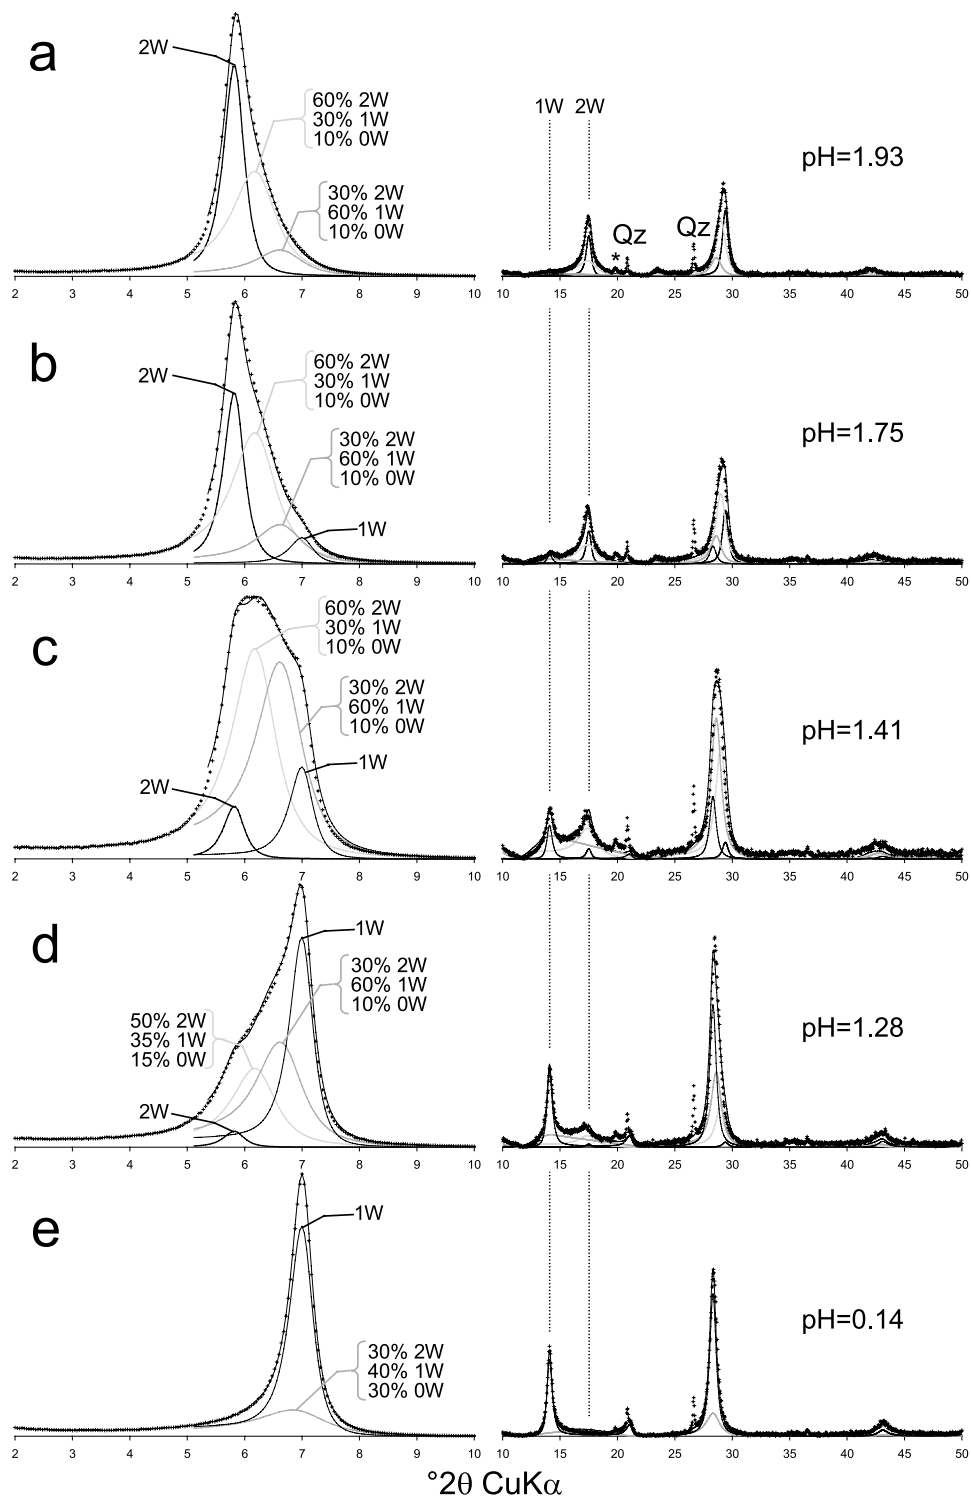 a
2W
60% 2W
30% 1W
10% 0W
30% 2W
60% 1W
10% 0W
2 3 4 5 6 7 8 9 10
1W 2W
pH=1.93
* Qz
Qz
10 15 20 25 30 35 40 45 50
b
2W
60% 2W
30% 1W
10% 0W
30% 2W
60% 1W
10% 0W
1W
2 3 4 5 6 7 8 9 10
pH=1.75
10 15 20 25 30 35 40 45 50
c
60% 2W
30% 1W
10% 0W
30% 2W
60% 1W
10% 0W
1W
2W
2 3 4 5 6 7 8 9 10
pH=1.41
10 15 20 25 30 35 40 45 50
d
1W
30% 2W
60% 1W
10% 0W
50% 2W
35% 1W
15% 0W
2W
2 3 4 5 6 7 8 9 10
pH=1.28
10 15 20 25 30 35 40 45 50
e
1W
30% 2W
40% 1W
30% 0W
2 3 4 5 6 7 8 9 10
pH=0.14
10 15 20 25 30 35 40 45 50
°2θ CuKα